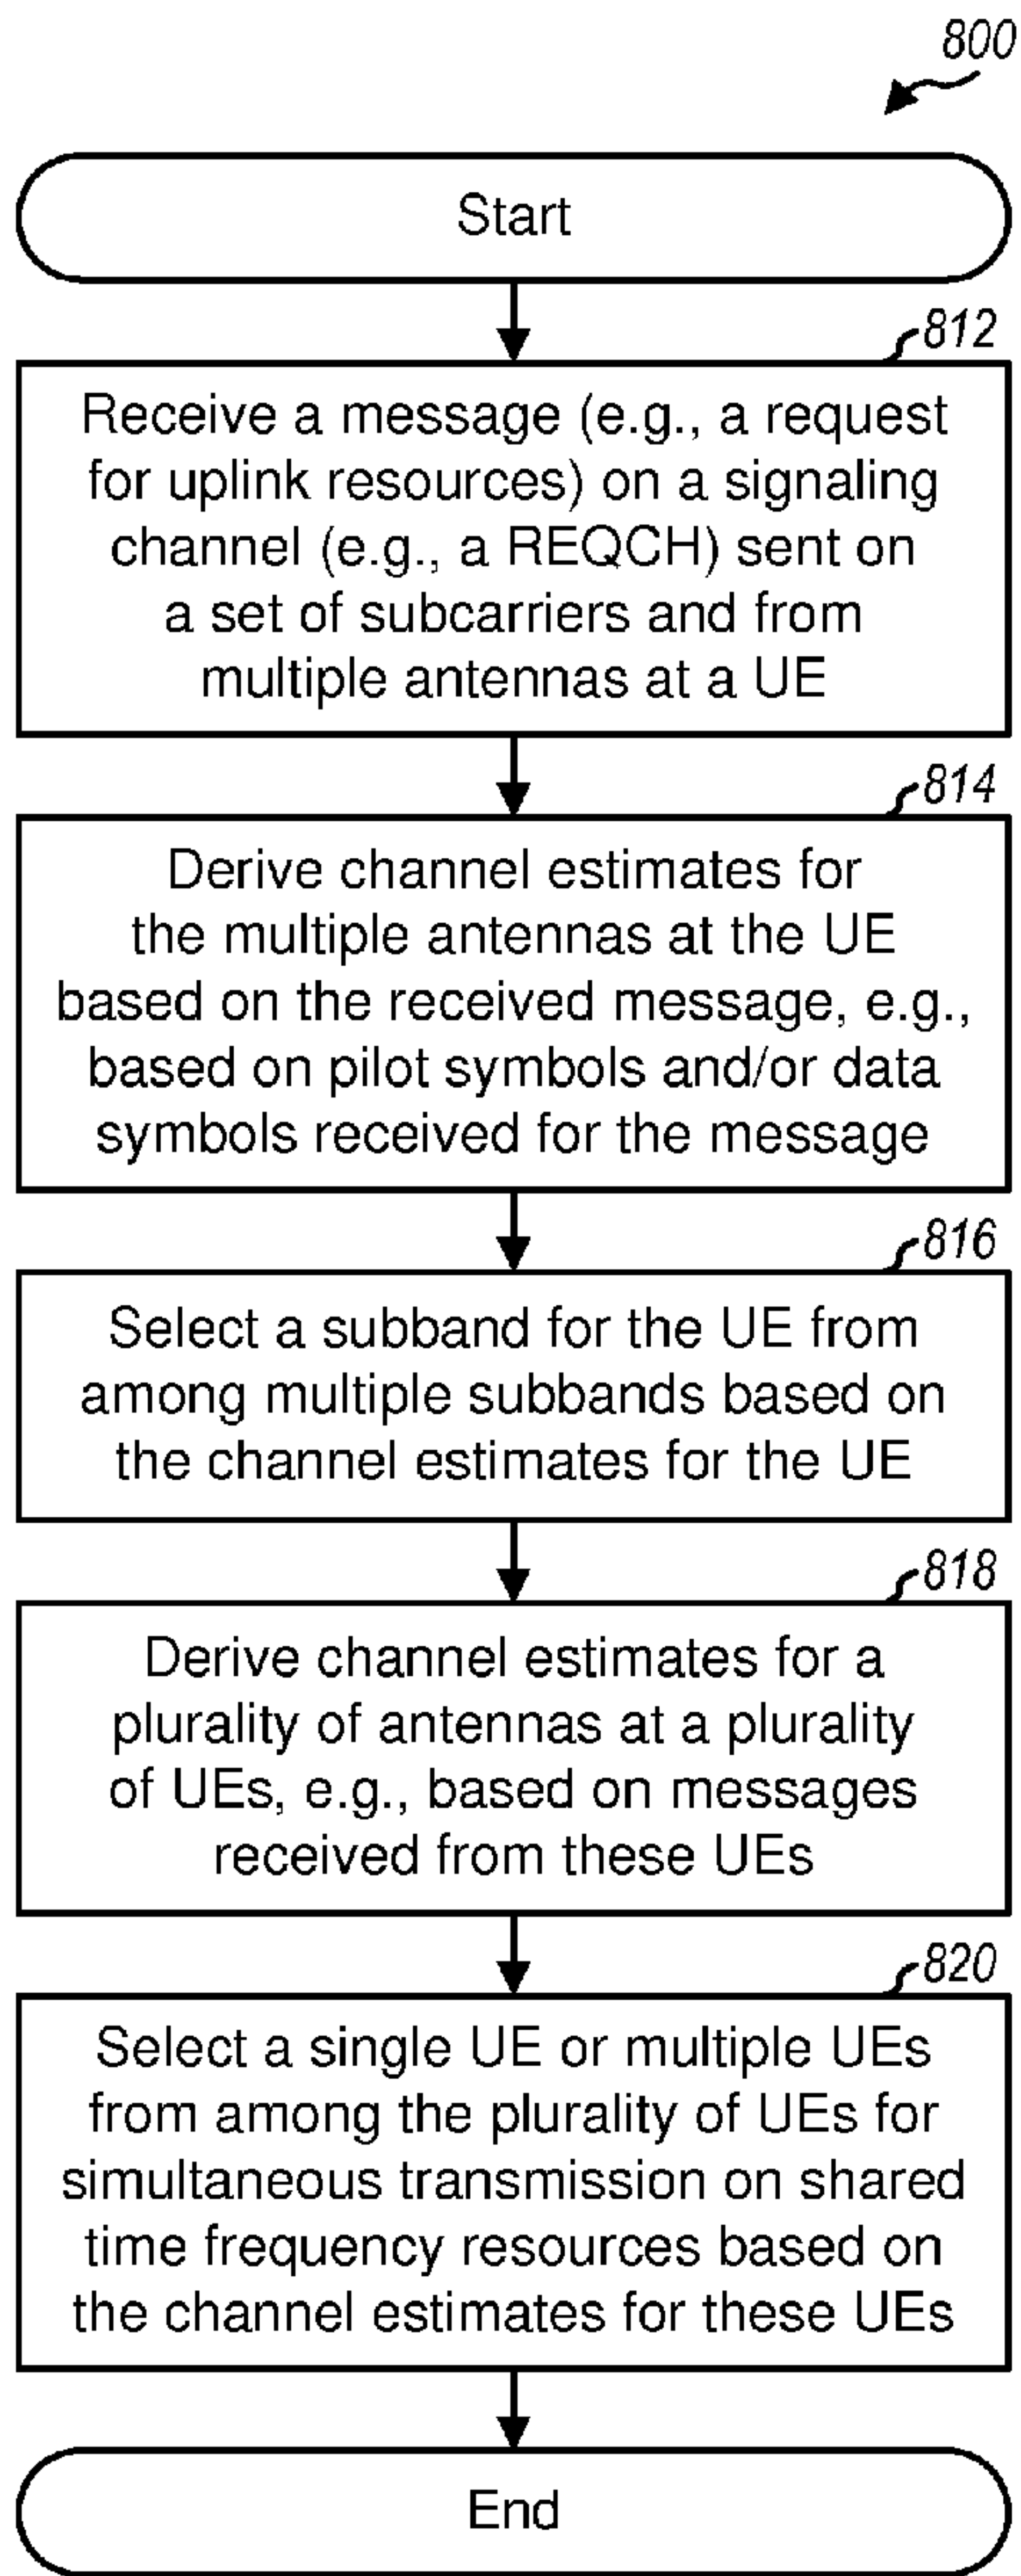 800
Start
812
Receive a message (e.g., a request
for uplink resources) on a signaling
channel (e.g., a REQCH) sent on
a set of subcarriers and from
multiple antennas at a UE
814
Derive channel estimates for
the multiple antennas at the UE
based on the received message, e.g.,
based on pilot symbols and/or data
symbols received for the message
816
Select a subband for the UE from
among multiple subbands based on
the channel estimates for the UE
818
Derive channel estimates for a
plurality of antennas at a plurality
of UEs, e.g., based on messages
received from these UEs
820
Select a single UE or multiple UEs
from among the plurality of UEs for
simultaneous transmission on shared
time frequency resources based on
the channel estimates for these UEs
End